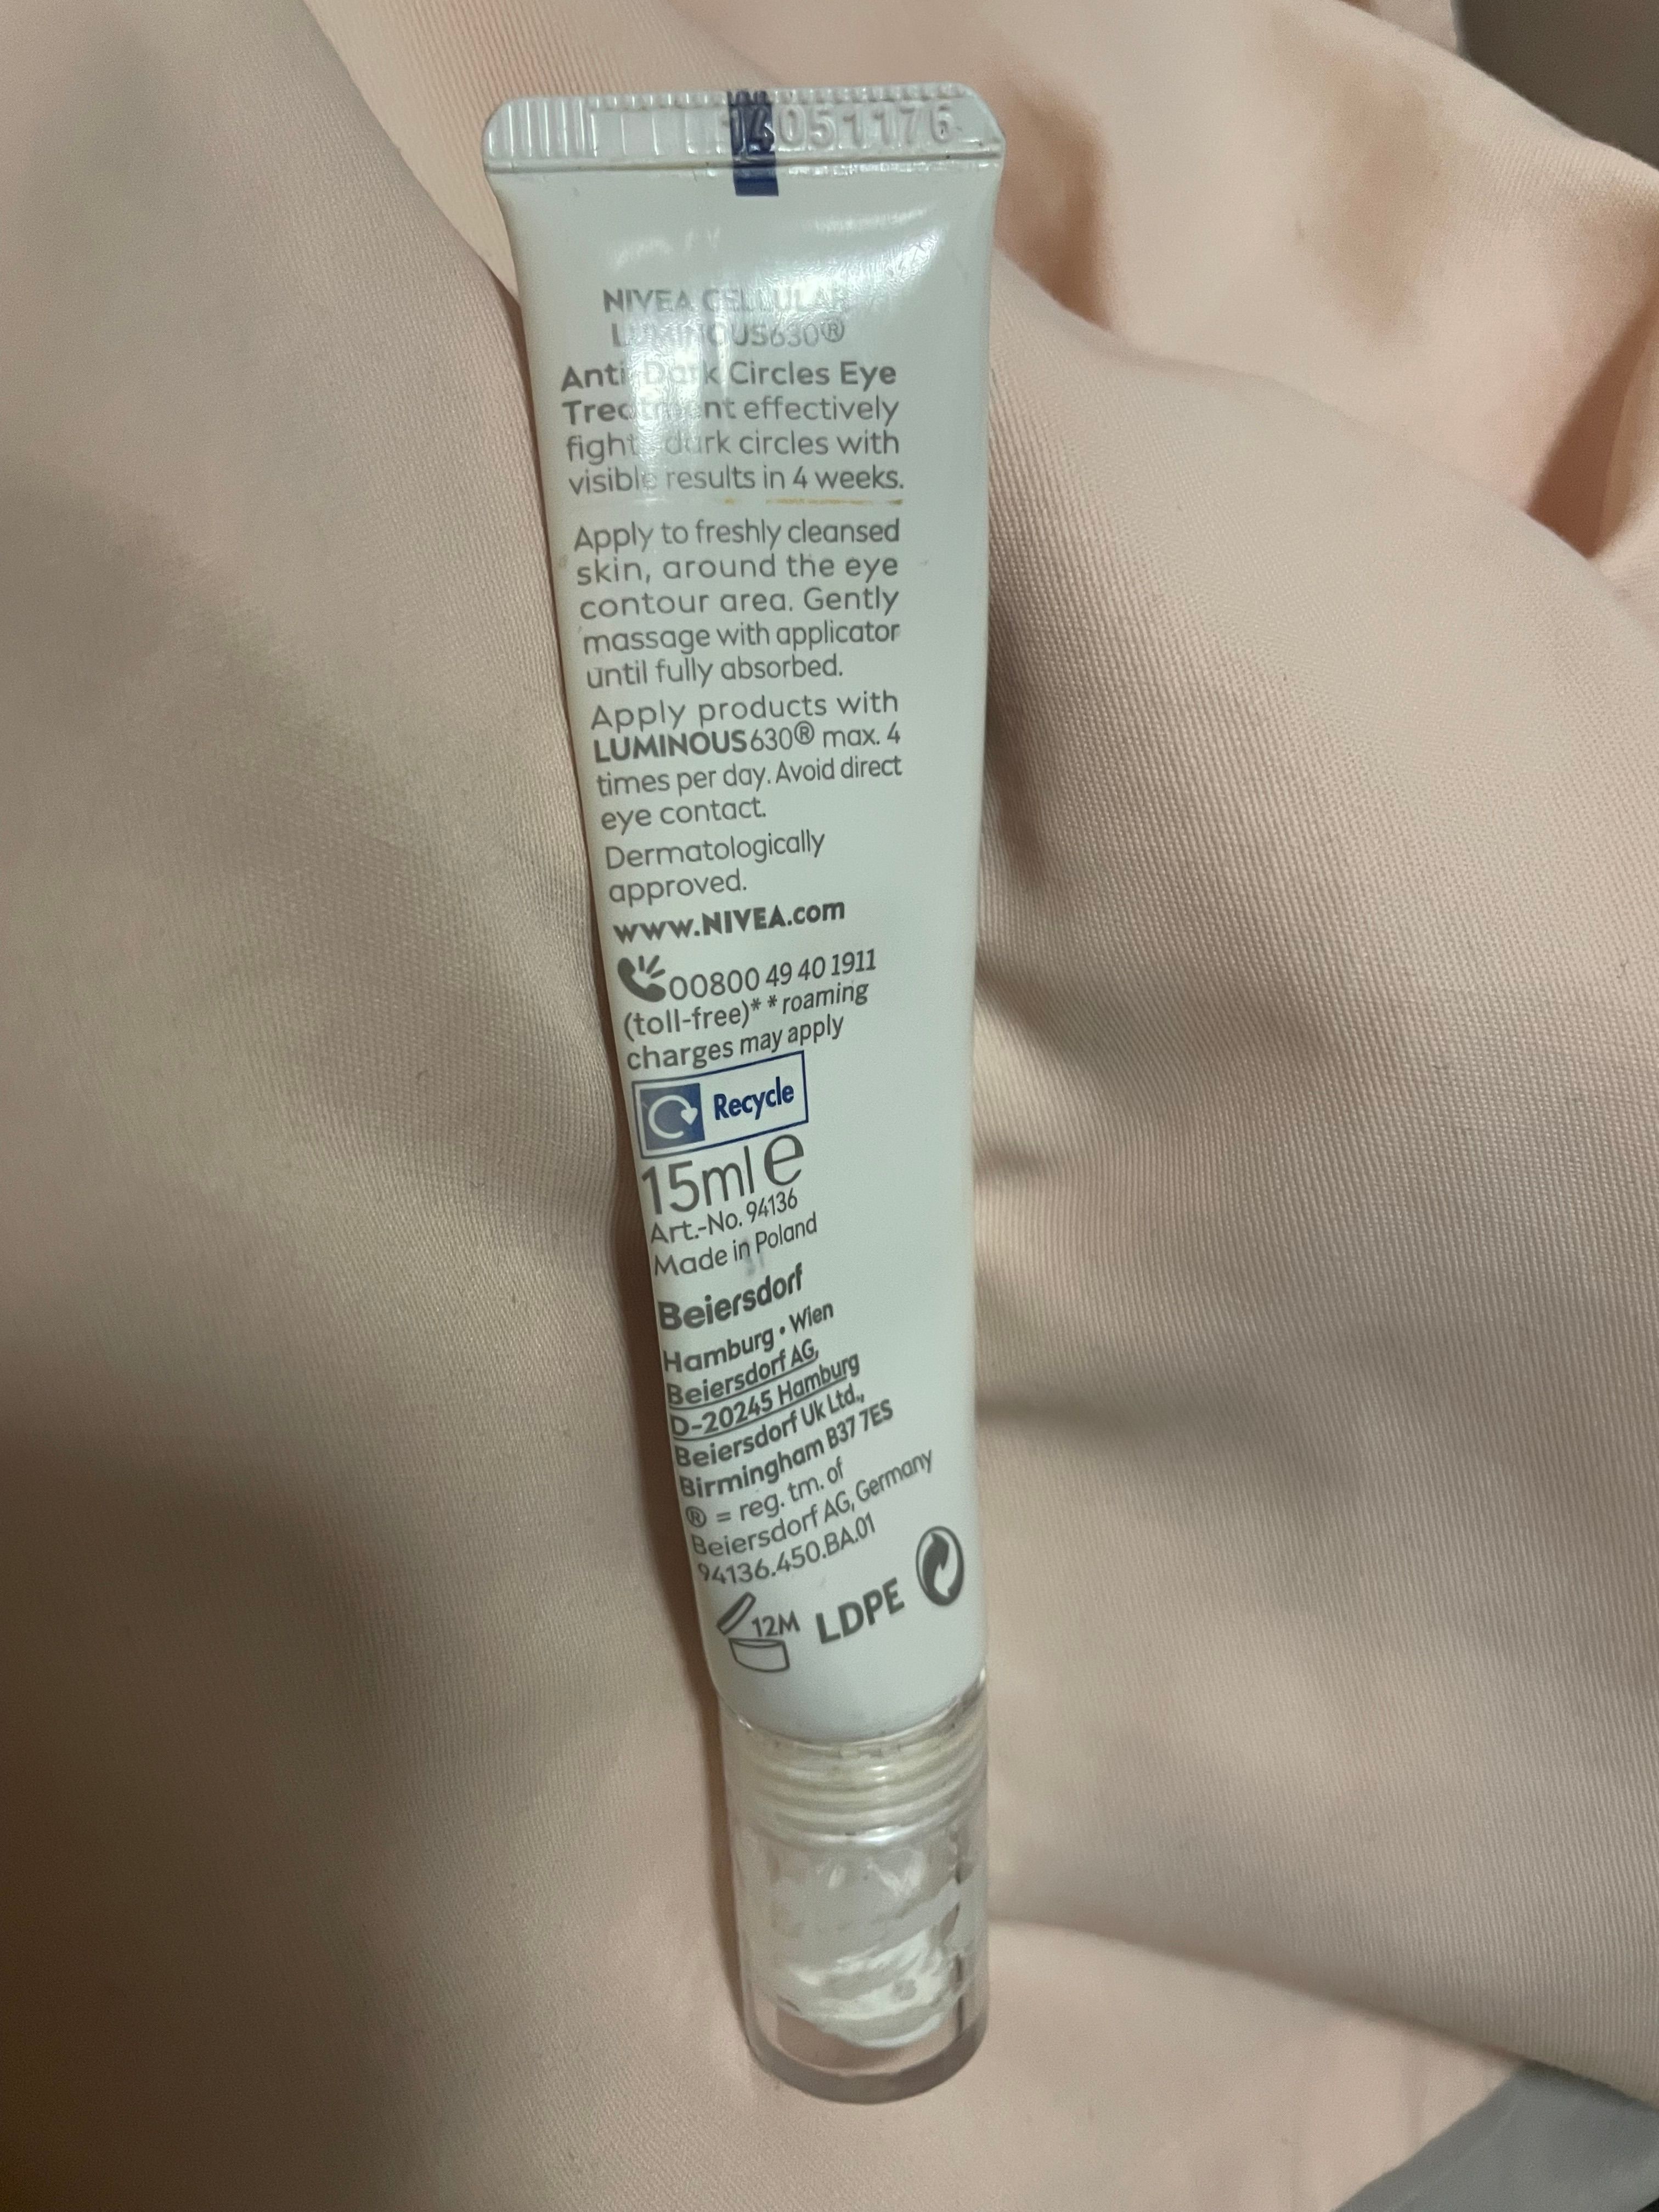 14051176
NIVEA CELLULAR
LUMINOUS630®
Anti-Dark Circles Eye
Treatment effectively
fights dark circles with
visible results in 4 weeks.
Apply to freshly cleansed
skin, around the eye
contour area. Gently
massage with applicator
until fully absorbed.
Apply products with
LUMINOUS630® max. 4
times per day. Avoid direct
eye contact.
Dermatologically
approved.
www.NIVEA.com
00800 49 40 1911
(toll-free)* *roaming
charges may apply
Recycle
15ml e
Art.-No. 94136
Made in Poland
Beiersdorf
Hamburg • Wien
Beiersdorf AG,
D-20245 Hamburg
Beiersdorf Uk Ltd.,
Birmingham B37 7ES
® = reg. tm. of
Beiersdorf AG, Germany
94136.450.BA.01
12M LDPE